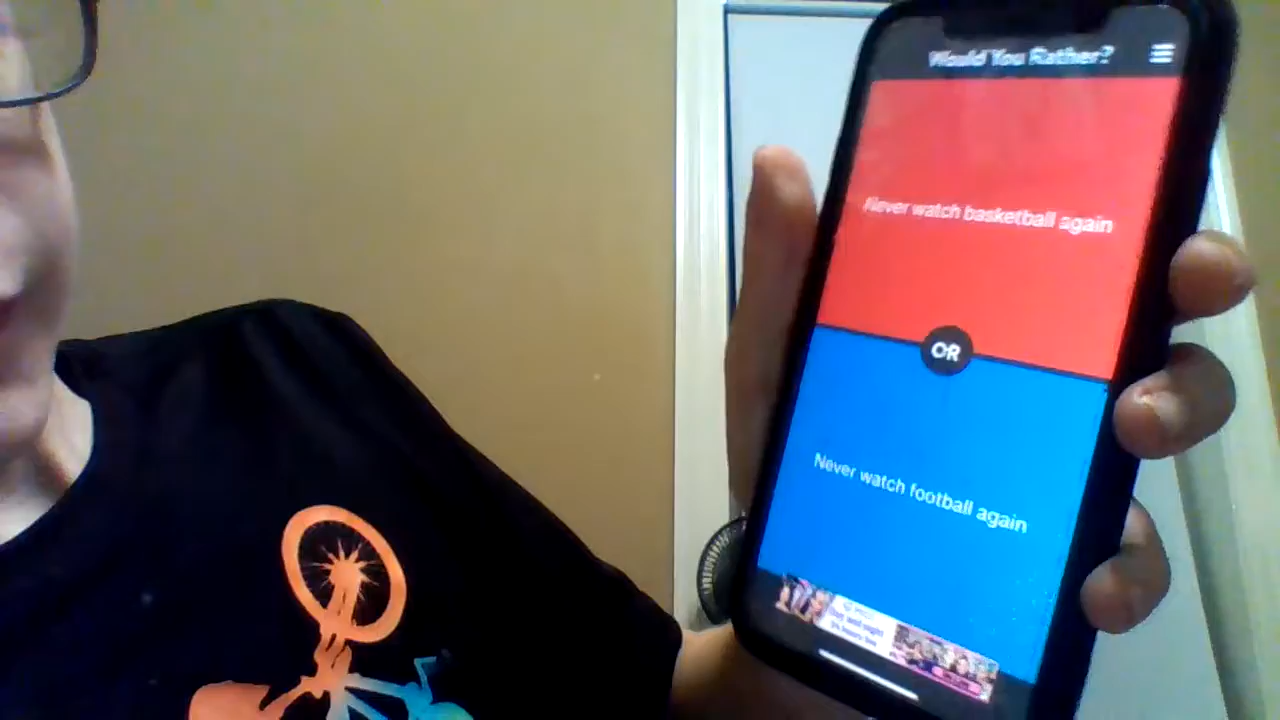 Would You Rather?
Never watch basketball again
OR
Never watch football again